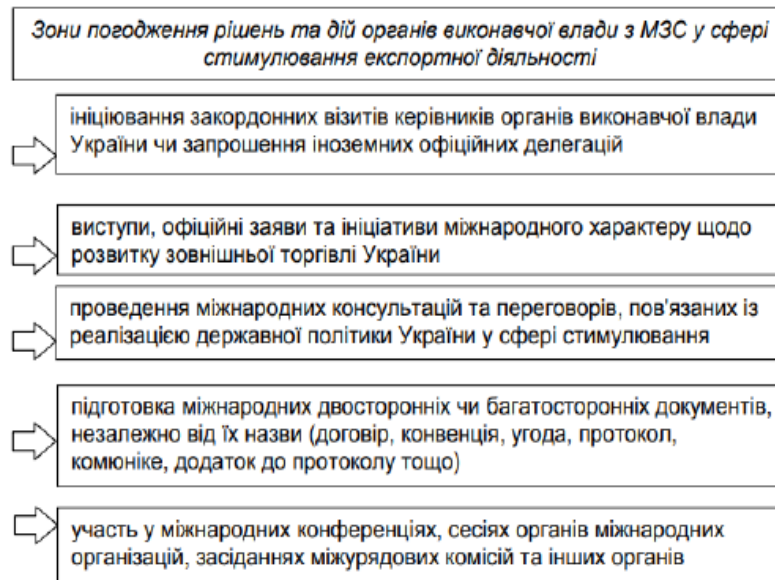 Зони погодження рішень та дій органів виконавчої влади з МЗС у сфері
стимулювання експортної діяльності
ініціювання закордонних візитів керівників органів виконавчої влади
України чи запрошення іноземних офіційних делегацій
виступи, офіційні заяви та ініціативи міжнародного характеру щодо
розвитку зовнішньої торгівлі України
проведення міжнародних консультацій та переговорів, пов'язаних із
реалізацією державної політики України у сфері стимулювання
підготовка міжнародних двосторонніх чи багатосторонніх документів,
незалежно від їх назви (договір, конвенція, угода, протокол,
комюніке, додаток до протоколу тощо)
участь у міжнародних конференціях, сесіях органів міжнародних
організацій, засіданнях міжурядових комісій та інших органів